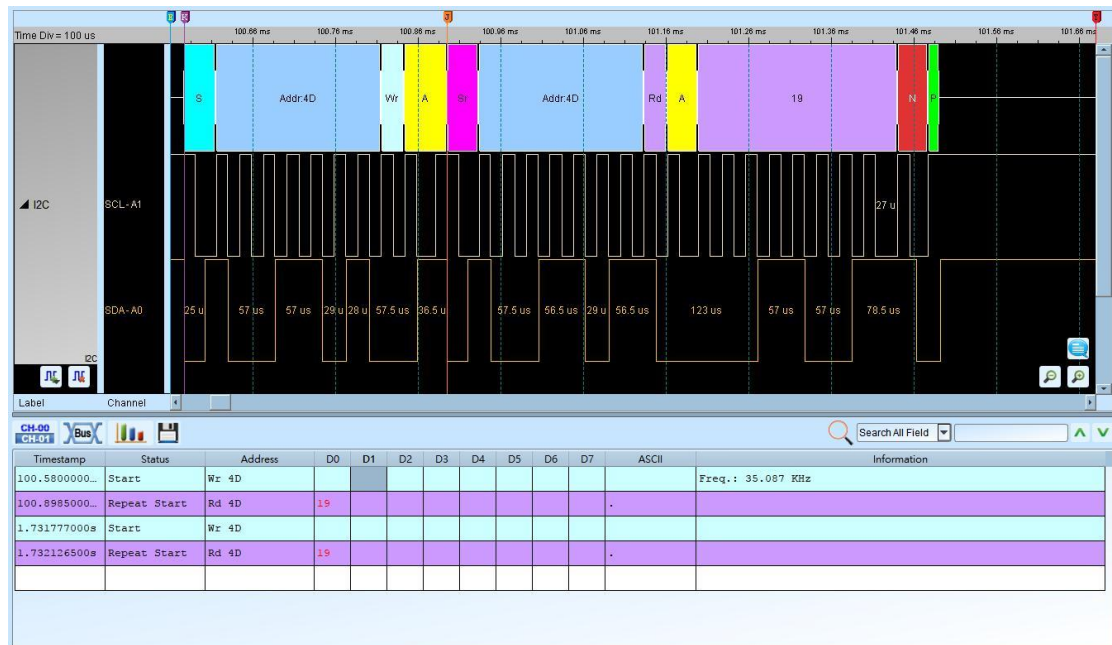 Time Div = 100 us
100.66 ms 100.76 ms 100.86 ms 100.96 ms 101.06 ms 101.16 ms 101.26 ms 101.36 ms 101.46 ms 101.56 ms 101.66 ms
S Addr:4D Wr A Sr Addr:4D Rd A 19 N P
I2C SCL-A1 27 u
SDA-A0 25 u 57 us 57 us 29 u 28 u 57.5 us 36.5 u 57.5 us 56.5 us 29 u 56.5 us 123 us 57 us 57 us 78.5 us
I2C
Label Channel
CH-00
CH-01 Bus Search All Field
Timestamp Status Address D0 D1 D2 D3 D4 D5 D6 D7 ASCII Information
100.5800000... Start Wr 4D Freq.: 35.087 KHz
100.8985000... Repeat Start Rd 4D 19 .
1.731777000s Start Wr 4D
1.732126500s Repeat Start Rd 4D 19 .